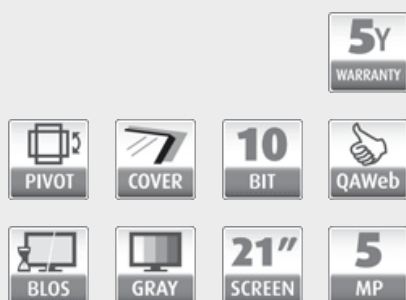 5Y
WARRANTY
PIVOT
COVER
10
BIT
QAWeb
BLOS
GRAY
21"
SCREEN
5
MP